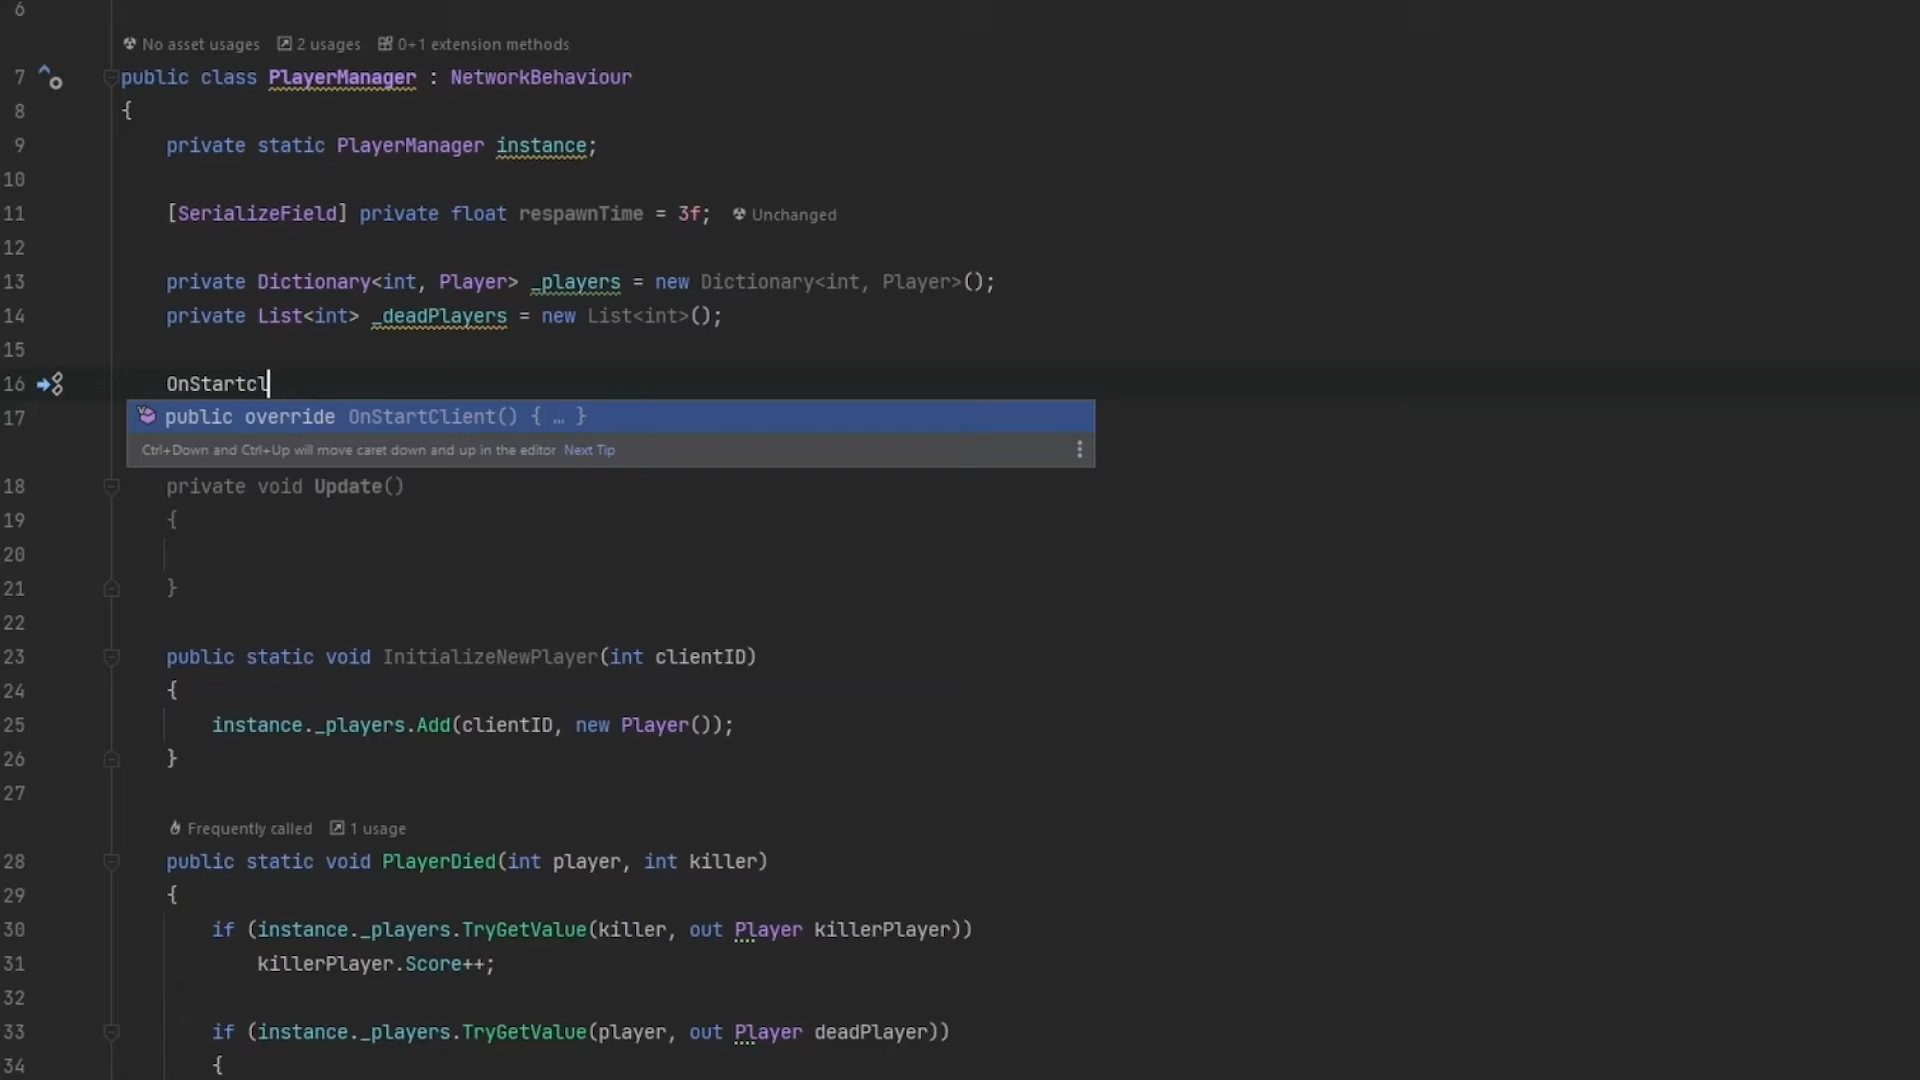 6
No asset usages 2 usages 0+1 extension methods
7 public class PlayerManager : NetworkBehaviour
8 {
9 private static PlayerManager instance;
10
11 [SerializeField] private float respawnTime = 3f; Unchanged
12
13 private Dictionary<int, Player> _players = new Dictionary<int, Player>();
14 private List<int> _deadPlayers = new List<int>();
15
16 OnStartcl
17 public override OnStartClient() { … }
Ctrl+Down and Ctrl+Up will move caret down and up in the editor Next Tip
18 private void Update()
19 {
20
21 }
22
23 public static void InitializeNewPlayer(int clientID)
24 {
25 instance._players.Add(clientID, new Player());
26 }
27
Frequently called 1 usage
28 public static void PlayerDied(int player, int killer)
29 {
30 if (instance._players.TryGetValue(killer, out Player killerPlayer))
31 killerPlayer.Score++;
32
33 if (instance._players.TryGetValue(player, out Player deadPlayer))
34 {